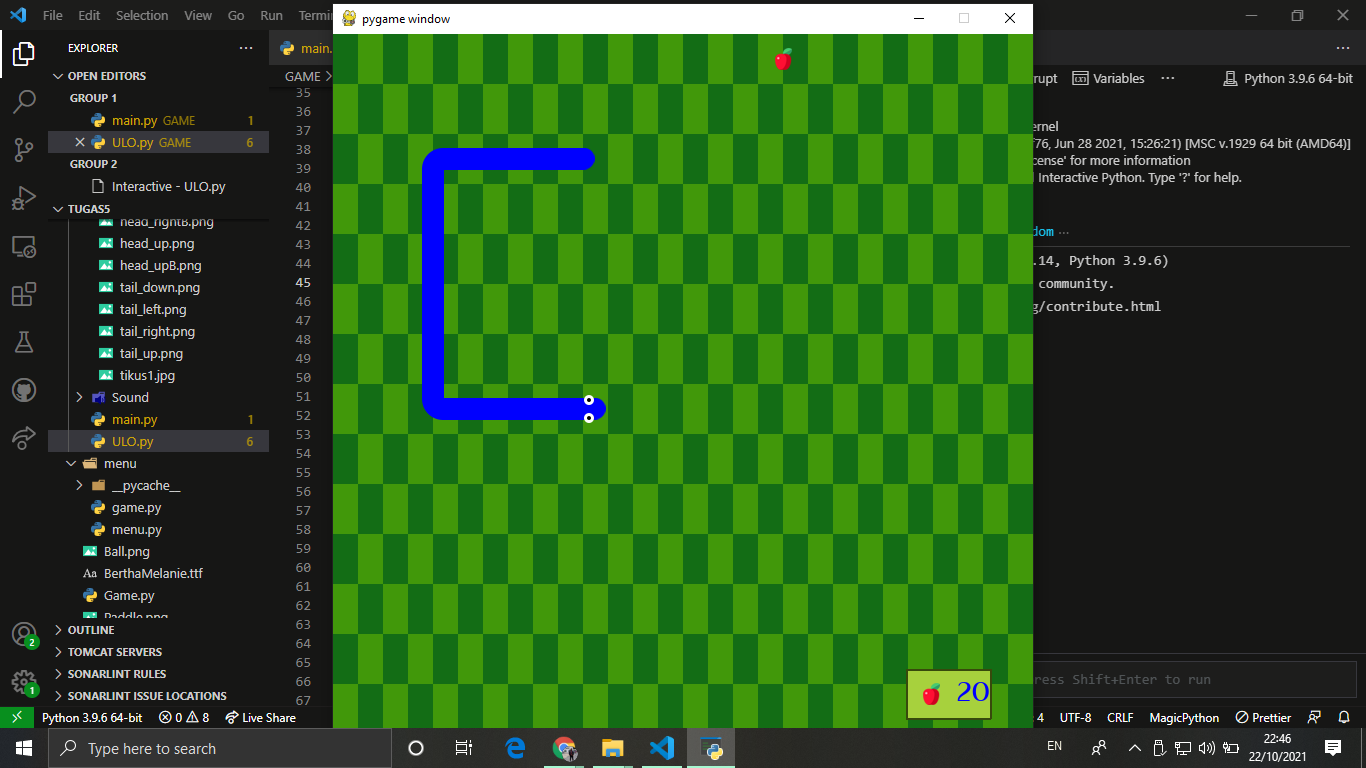 File Edit Selection View Go Run Termin
pygame window
EXPLORER
OPEN EDITORS
GROUP 1
main.py GAME 1
ULO.py GAME 6
GROUP 2
Interactive - ULO.py
TUGAS5
head_rightB.png
head_up.png
head_upB.png
tail_down.png
tail_left.png
tail_right.png
tail_up.png
tikus1.jpg
Sound
main.py 1
ULO.py 6
menu
__pycache__
game.py
menu.py
Ball.png
Aa BerthaMelanie.ttf
Game.py
Paddle.png
OUTLINE
TOMCAT SERVERS
SONARLINT RULES
SONARLINT ISSUE LOCATIONS
main.
GAME >
35
36
37
38
39
40
41
42
43
44
45
46
47
48
49
50
51
52
53
54
55
56
57
58
59
60
61
62
63
64
65
66
67
20
rupt Variables ... Python 3.9.6 64-bit
ernel
f76, Jun 28 2021, 15:26:21) [MSC v.1929 64 bit (AMD64)]
cense' for more information
l Interactive Python. Type '?' for help.
dom ...
.14, Python 3.9.6)
community.
g/contribute.html
ress Shift+Enter to run
2
1
Python 3.9.6 64-bit 0 8 Live Share
: 4 UTF-8 CRLF MagicPython Prettier
Type here to search
EN
22:46
22/10/2021